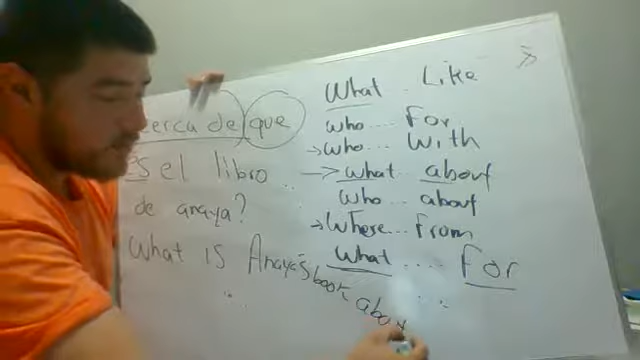 erca de que
Es el libro
de anaya?
What is Anaya's book about
What . Like
who .... For
→ who ... with
→ what .. about
who ... about
→ Where... From
What .... For